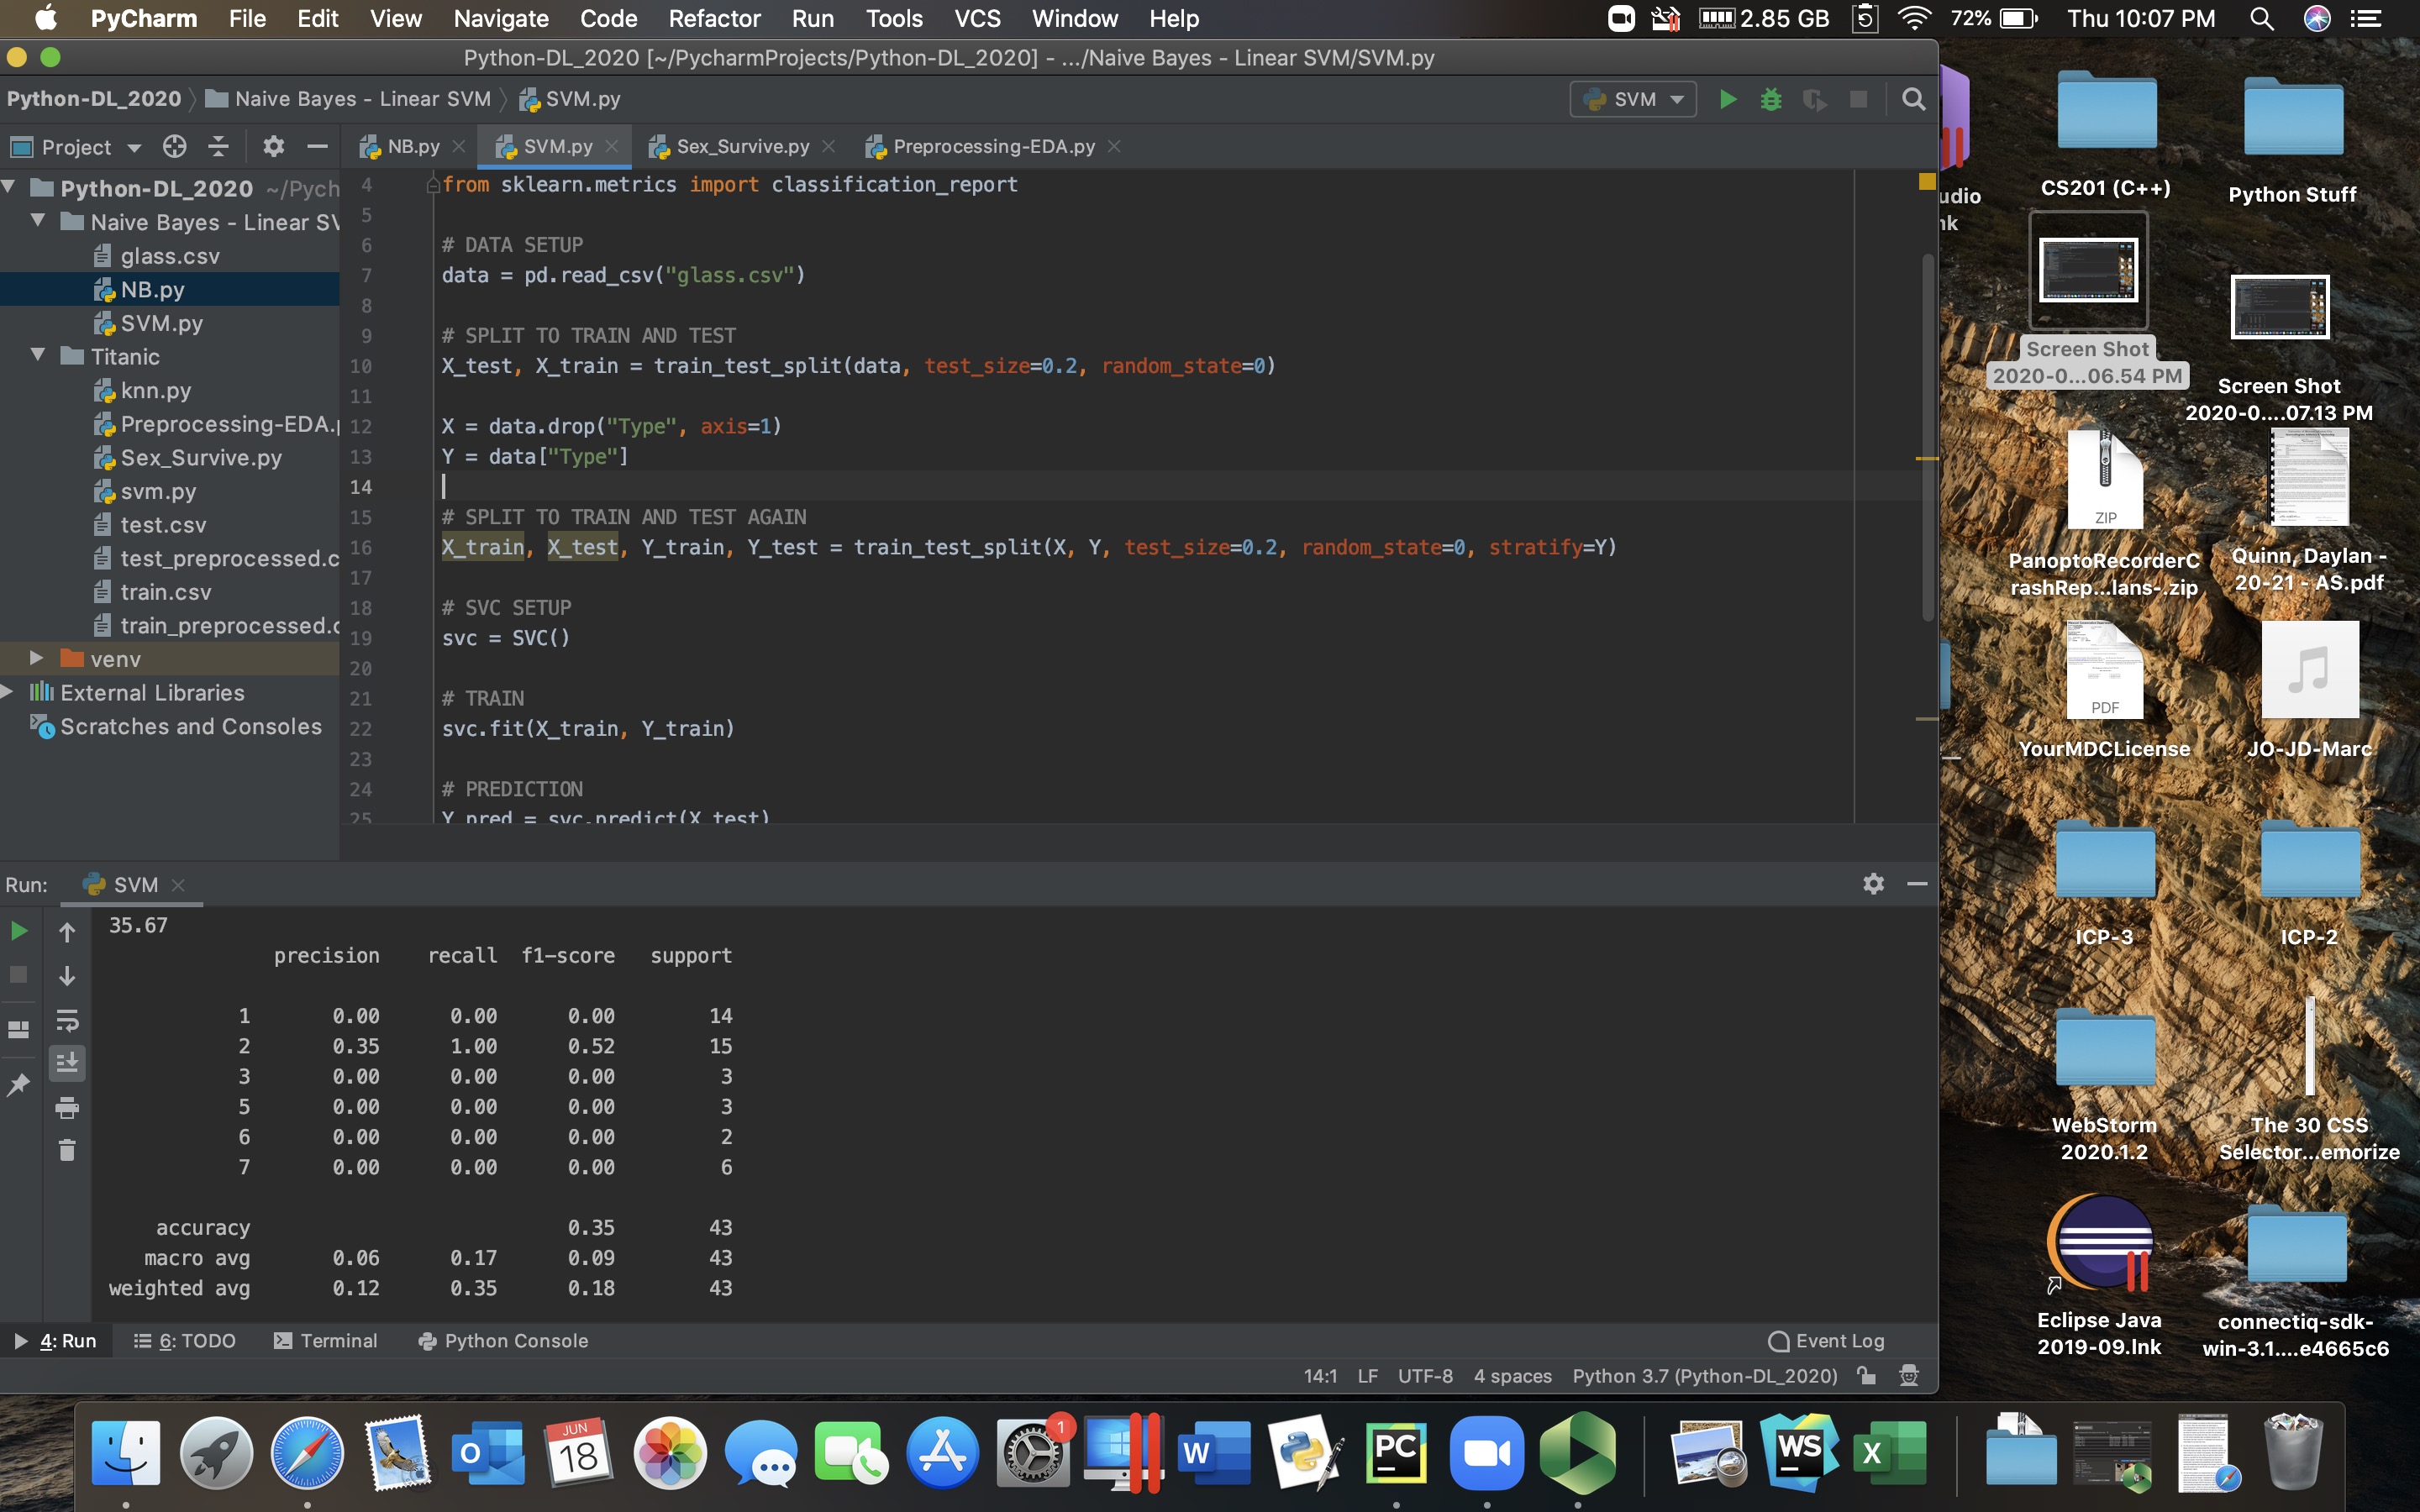 PyCharm File Edit View Navigate Code Refactor Run Tools VCS Window Help 2.85 GB 72% Thu 10:07 PM
Python-DL_2020 [~/PycharmProjects/Python-DL_2020] - .../Naive Bayes - Linear SVM/SVM.py
Python-DL_2020 Naive Bayes - Linear SVM SVM.py SVM
Project NB.py SVM.py Sex_Survive.py Preprocessing-EDA.py
Python-DL_2020 ~/Pych
Naive Bayes - Linear SV
glass.csv
NB.py
SVM.py
Titanic
knn.py
Preprocessing-EDA.p
Sex_Survive.py
svm.py
test.csv
test_preprocessed.c
train.csv
train_preprocessed.c
venv
External Libraries
Scratches and Consoles
4 from sklearn.metrics import classification_report
5
6 # DATA SETUP
7 data = pd.read_csv("glass.csv")
8
9 # SPLIT TO TRAIN AND TEST
10 X_test, X_train = train_test_split(data, test_size=0.2, random_state=0)
11
12 X = data.drop("Type", axis=1)
13 Y = data["Type"]
14
15 # SPLIT TO TRAIN AND TEST AGAIN
16 X_train, X_test, Y_train, Y_test = train_test_split(X, Y, test_size=0.2, random_state=0, stratify=Y)
17
18 # SVC SETUP
19 svc = SVC()
20
21 # TRAIN
22 svc.fit(X_train, Y_train)
23
24 # PREDICTION
25 Y_pred = svc.predict(X_test)
Run: SVM
35.67
precision recall f1-score support
1 0.00 0.00 0.00 14
2 0.35 1.00 0.52 15
3 0.00 0.00 0.00 3
5 0.00 0.00 0.00 3
6 0.00 0.00 0.00 2
7 0.00 0.00 0.00 6
accuracy 0.35 43
macro avg 0.06 0.17 0.09 43
weighted avg 0.12 0.35 0.18 43
4: Run 6: TODO Terminal Python Console Event Log
14:1 LF UTF-8 4 spaces Python 3.7 (Python-DL_2020)
udio
nk
CS201 (C++)
Python Stuff
Screen Shot
2020-0...06.54 PM
Screen Shot
2020-0....07.13 PM
ZIP
PanoptoRecorderC
rashRep...lans-.zip
Quinn, Daylan -
20-21 - AS.pdf
PDF
YourMDCLicense
JO-JD-Marc
ICP-3
ICP-2
WebStorm
2020.1.2
The 30 CSS
Selector...emorize
Eclipse Java
2019-09.lnk
connectiq-sdk-
win-3.1....e4665c6
O
JUN
18
1
W
PC
WS
X